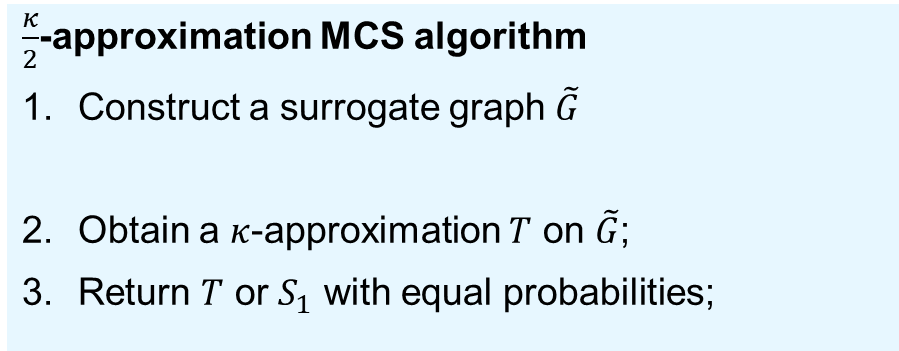 κ/2-approximation MCS algorithm
1. Construct a surrogate graph G̃
2. Obtain a κ-approximation T on G̃;
3. Return T or S₁ with equal probabilities;